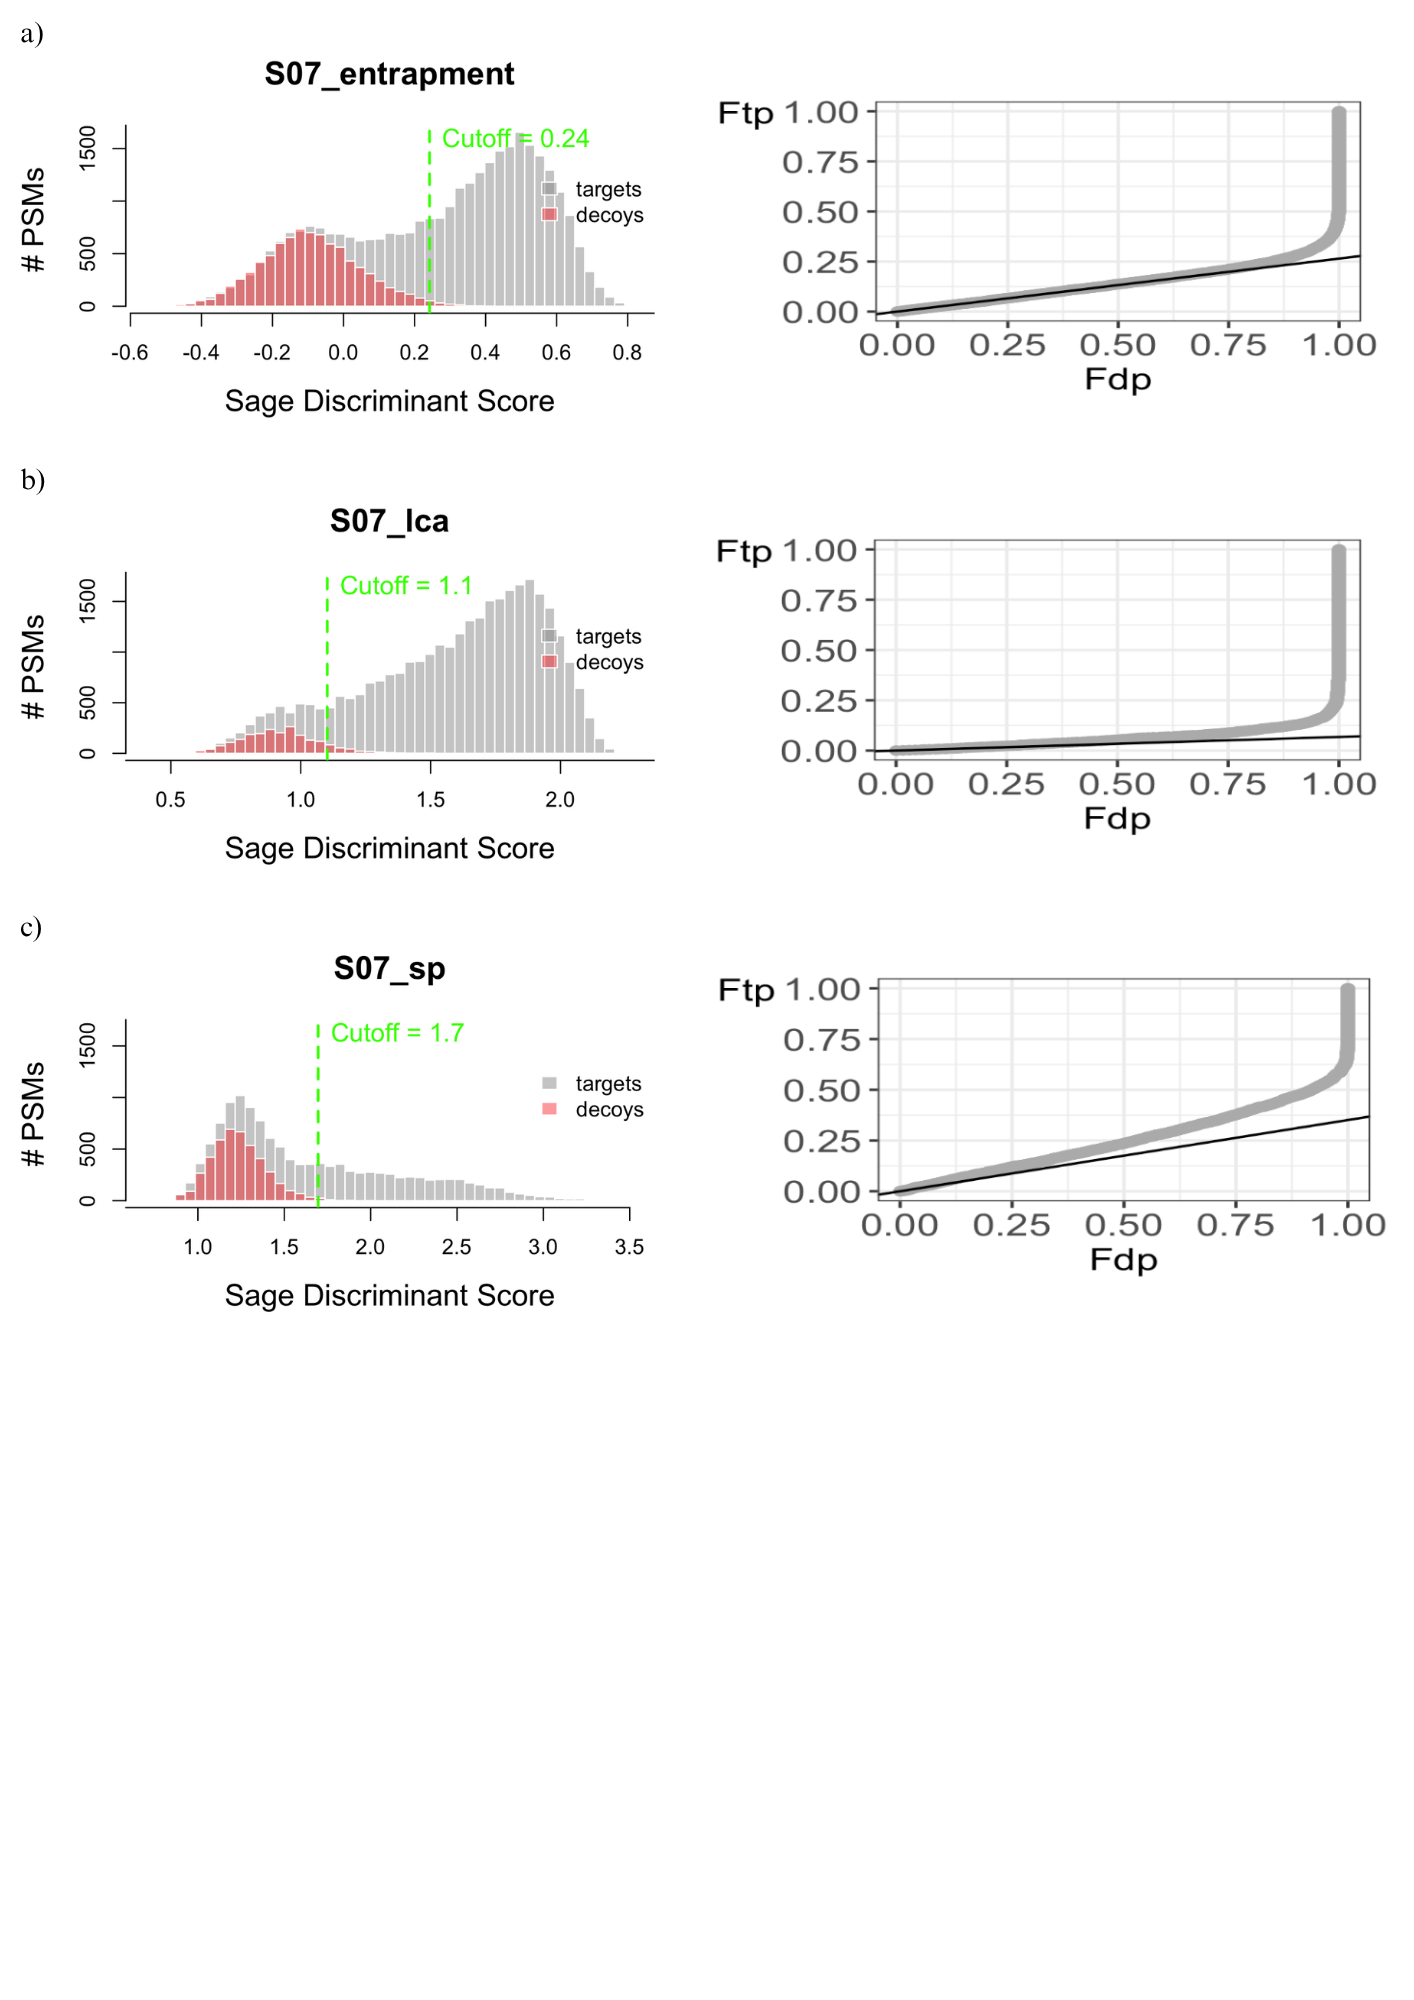 a)
S07_entrapment
Cutoff = 0.24
targets
decoys
# PSMs
0
500
1500
-0.6 -0.4 -0.2 0.0 0.2 0.4 0.6 0.8
Sage Discriminant Score
Ftp
1.00
0.75
0.50
0.25
0.00
0.00 0.25 0.50 0.75 1.00
Fdp
b)
S07_lca
Cutoff = 1.1
targets
decoys
# PSMs
0
500
1500
0.5 1.0 1.5 2.0
Sage Discriminant Score
Ftp
1.00
0.75
0.50
0.25
0.00
0.00 0.25 0.50 0.75 1.00
Fdp
c)
S07_sp
Cutoff = 1.7
targets
decoys
# PSMs
0
500
1500
1.0 1.5 2.0 2.5 3.0 3.5
Sage Discriminant Score
Ftp
1.00
0.75
0.50
0.25
0.00
0.00 0.25 0.50 0.75 1.00
Fdp